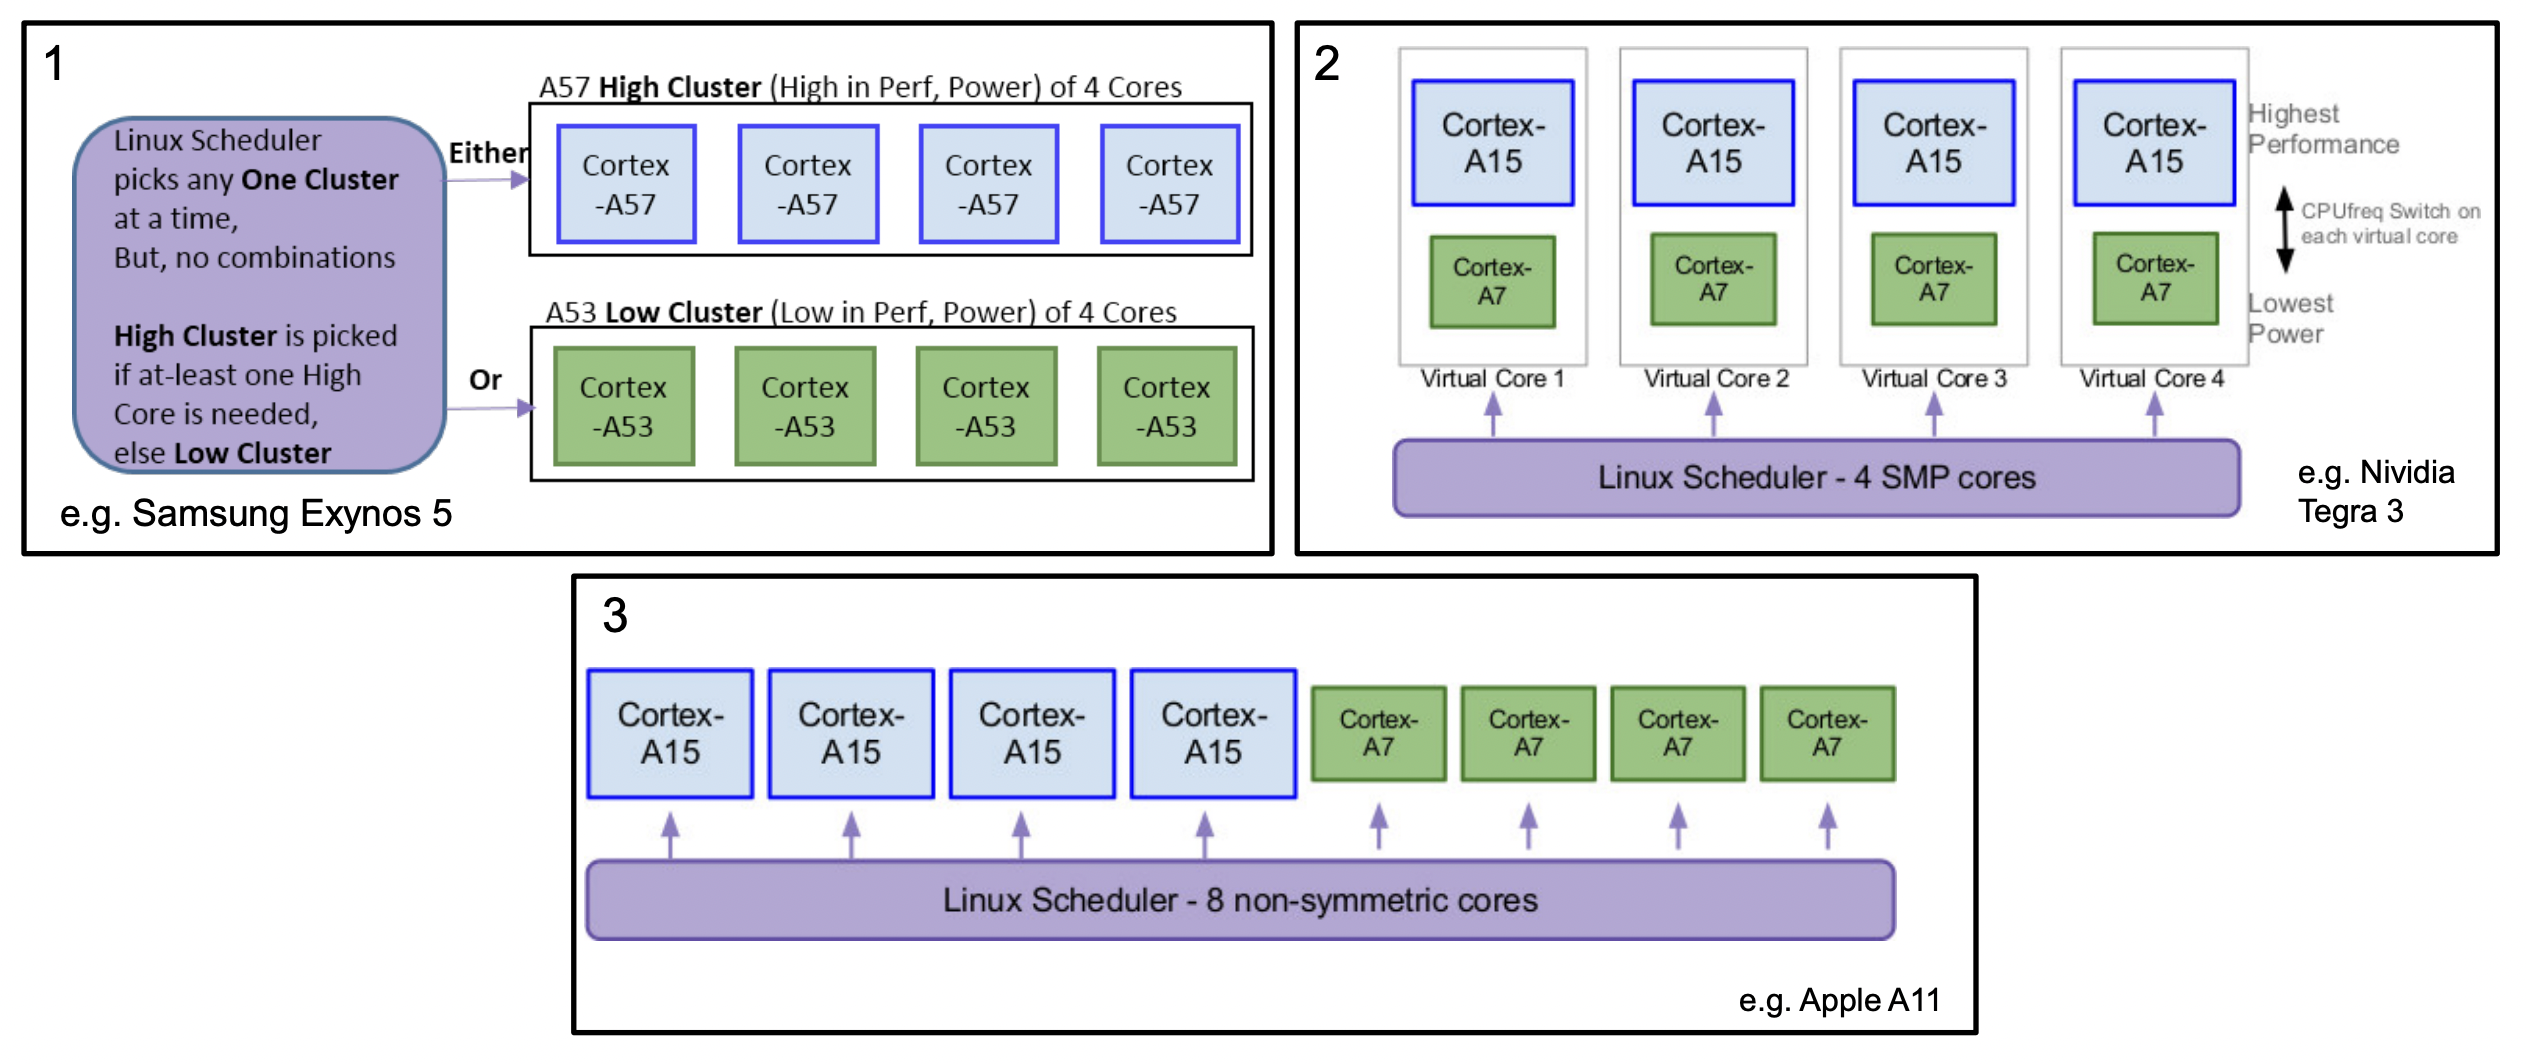 1
A57 High Cluster (High in Perf, Power) of 4 Cores
Linux Scheduler
picks any One Cluster
at a time,
But, no combinations
High Cluster is picked
if at-least one High
Core is needed,
else Low Cluster
Either
Cortex
-A57
Cortex
-A57
Cortex
-A57
Cortex
-A57
A53 Low Cluster (Low in Perf, Power) of 4 Cores
Or
Cortex
-A53
Cortex
-A53
Cortex
-A53
Cortex
-A53
e.g. Samsung Exynos 5
2
Cortex-
A15
Cortex-
A15
Cortex-
A15
Cortex-
A15
Highest
Performance
CPUfreq Switch on
each virtual core
Lowest
Power
Cortex-
A7
Cortex-
A7
Cortex-
A7
Cortex-
A7
Virtual Core 1
Virtual Core 2
Virtual Core 3
Virtual Core 4
Linux Scheduler - 4 SMP cores
e.g. Nividia
Tegra 3
3
Cortex-
A15
Cortex-
A15
Cortex-
A15
Cortex-
A15
Cortex-
A7
Cortex-
A7
Cortex-
A7
Cortex-
A7
Linux Scheduler - 8 non-symmetric cores
e.g. Apple A11